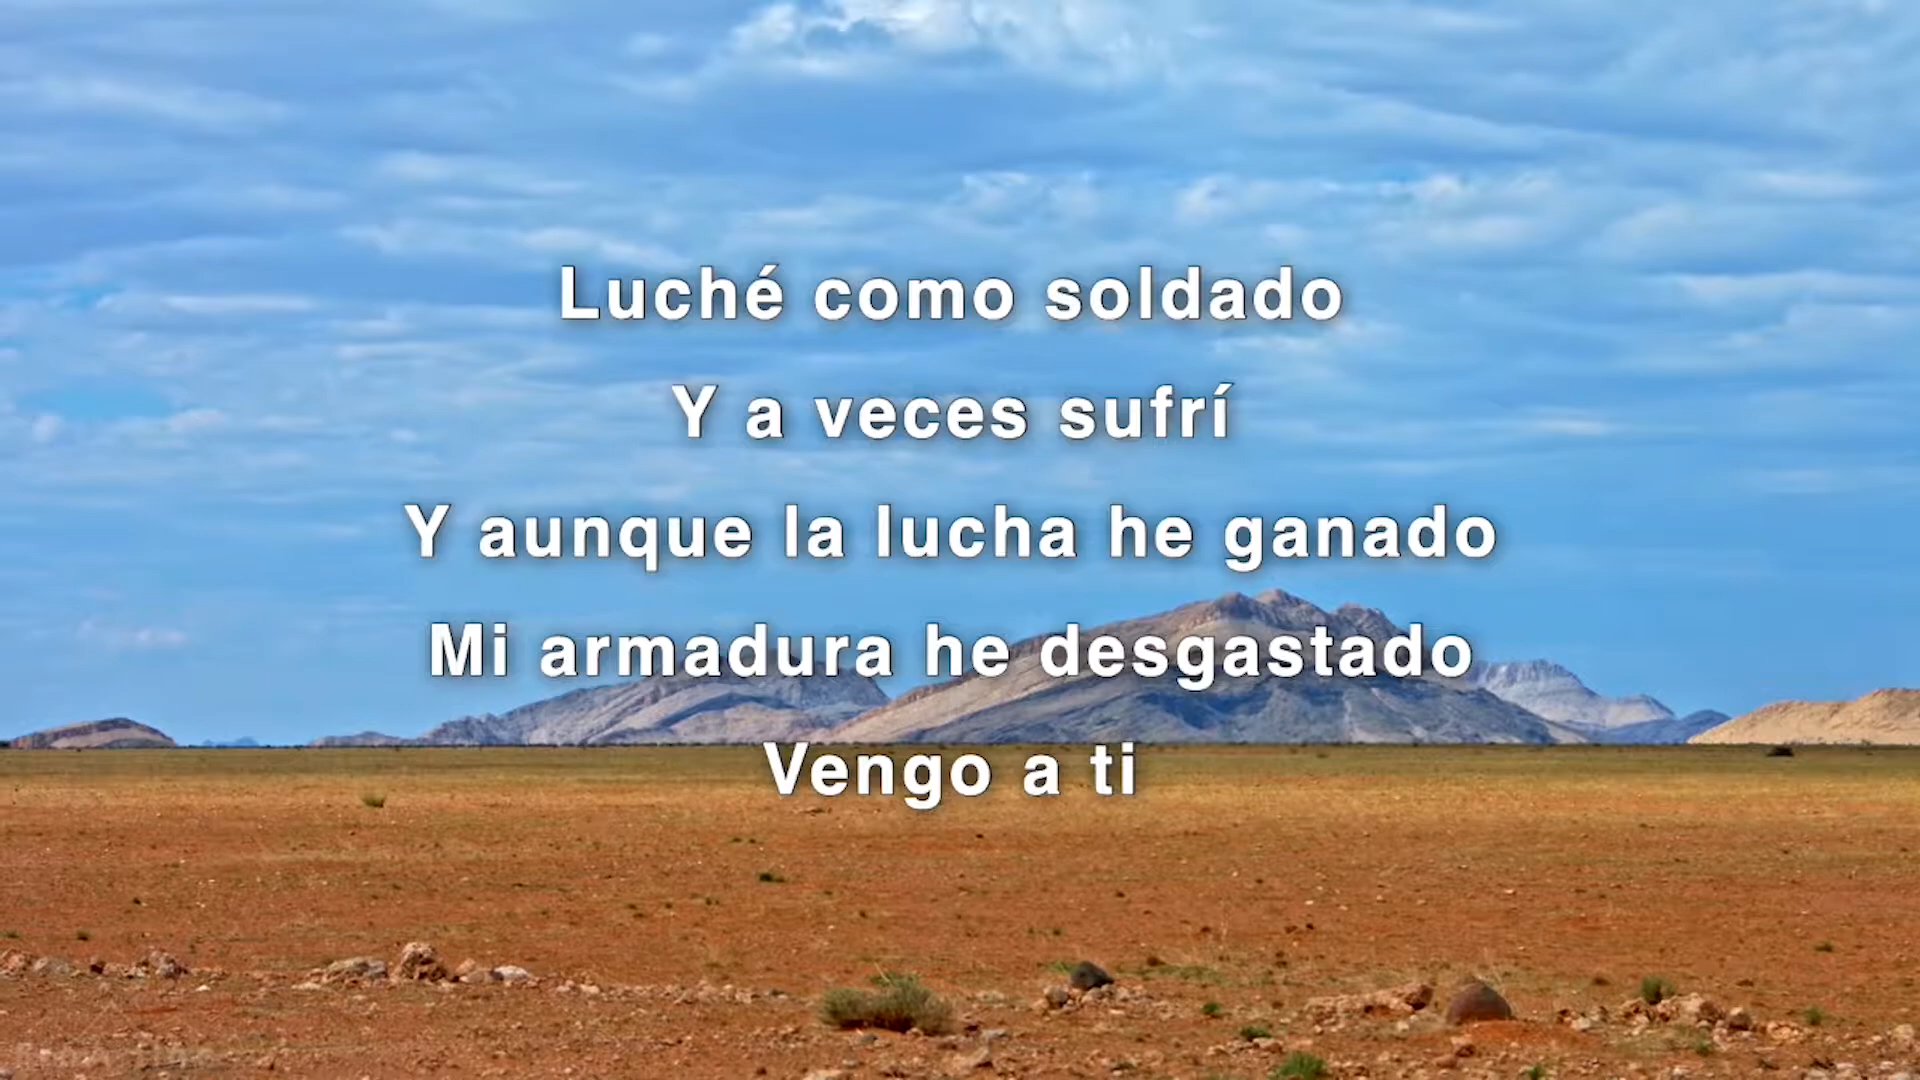 Luché como soldado
Y a veces sufrí
Y aunque la lucha he ganado
Mi armadura he desgastado
Vengo a ti